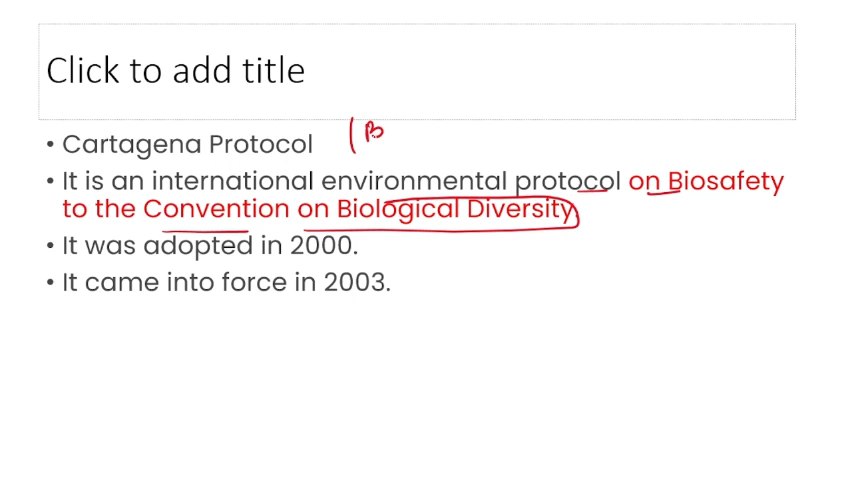 Click to add title
• Cartagena Protocol (B
• It is an international environmental protocol on Biosafety
to the Convention on Biological Diversity.
• It was adopted in 2000.
• It came into force in 2003.